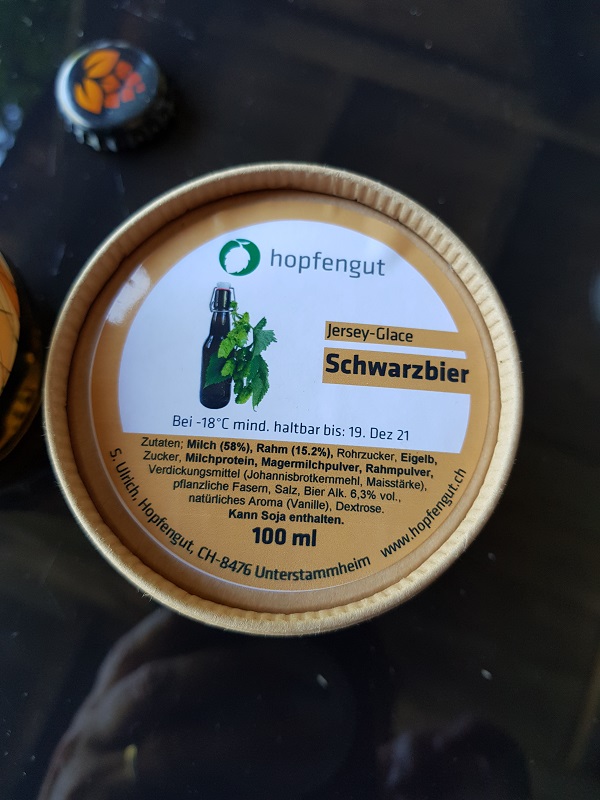 hopfengut
Jersey-Glace
Schwarzbier
Bei -18°C mind. haltbar bis: 19. Dez 21
Zutaten; Milch (58%), Rahm (15.2%), Rohrzucker, Eigelb,
Zucker, Milchprotein, Magermilchpulver, Rahmpulver,
Verdickungsmittel (Johannisbrotkernmehl, Maisstärke),
pflanzliche Fasern, Salz, Bier Alk. 6,3% vol.,
natürliches Aroma (Vanille), Dextrose.
Kann Soja enthalten.
100 ml
S. Ulrich, Hopfengut, CH-8476 Unterstammheim www.hopfengut.ch